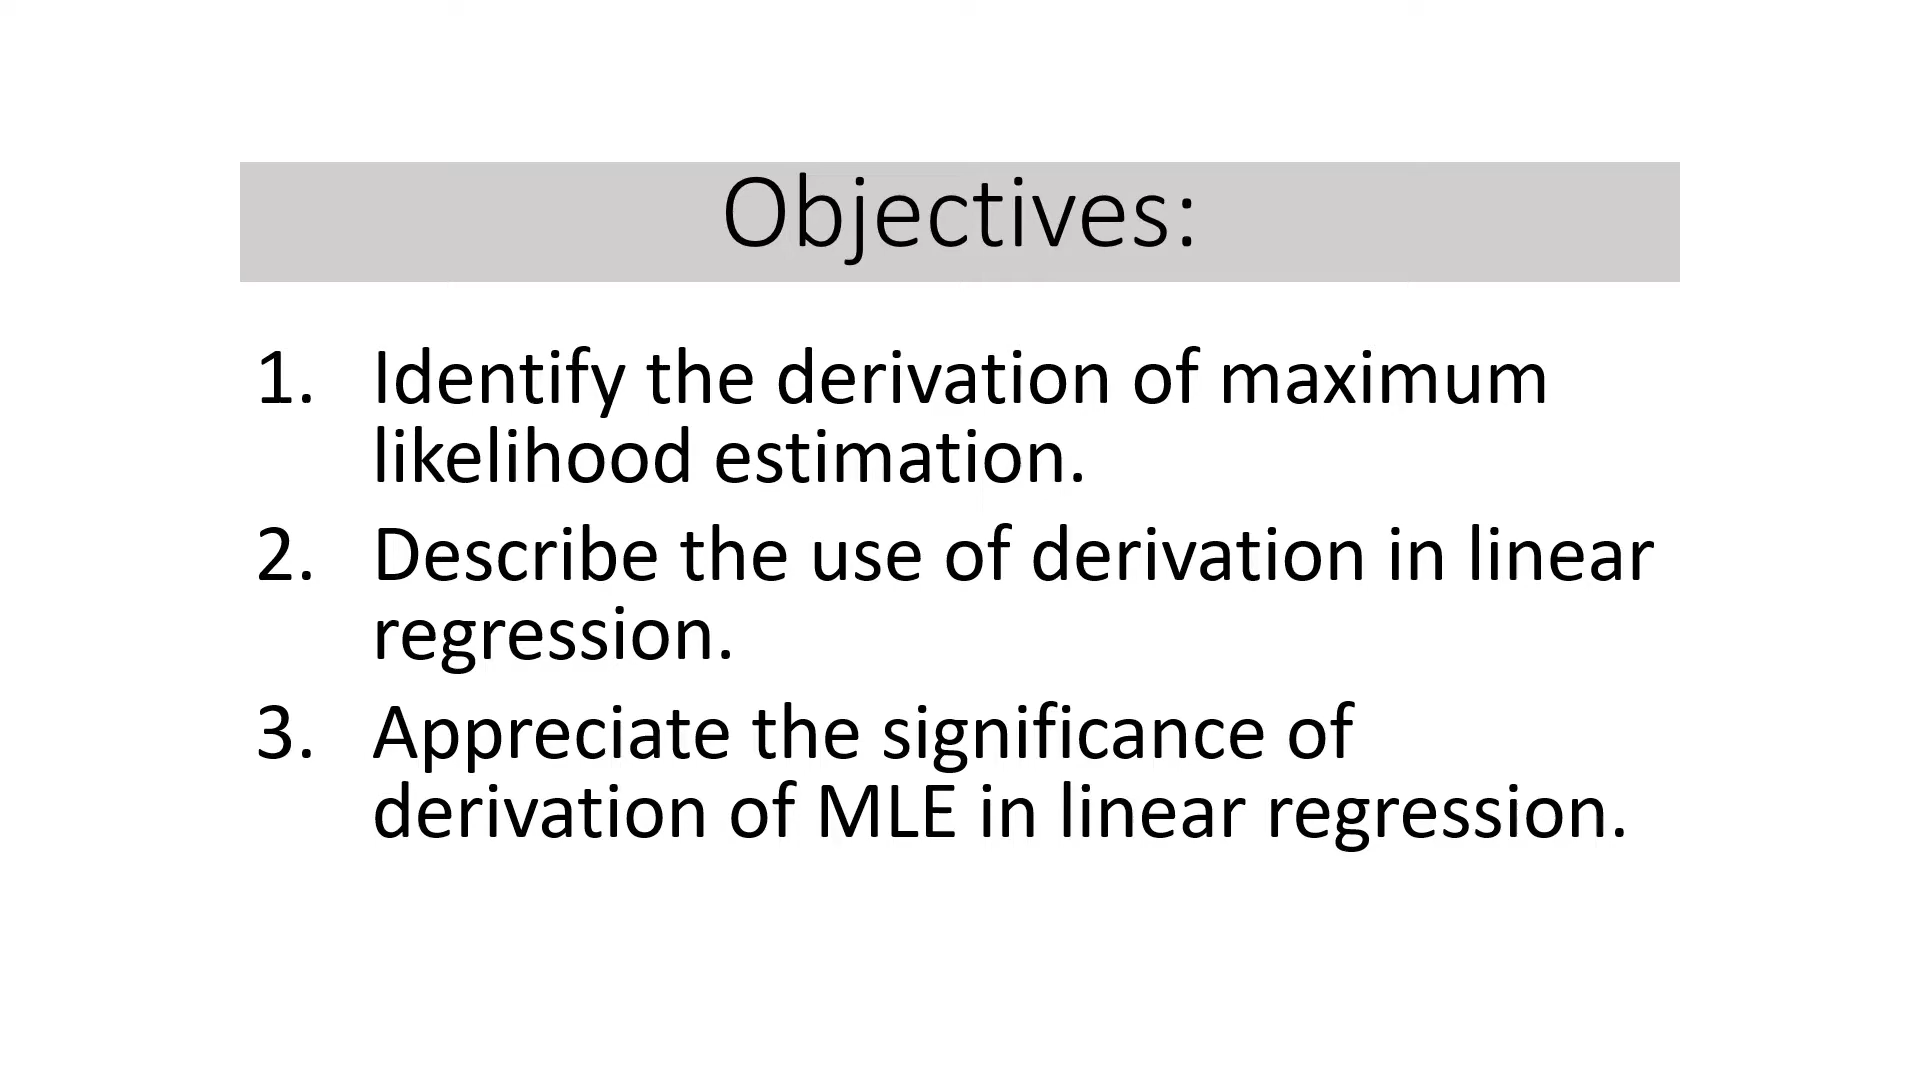 Objectives:
1. Identify the derivation of maximum
likelihood estimation.
2. Describe the use of derivation in linear
regression.
3. Appreciate the significance of
derivation of MLE in linear regression.